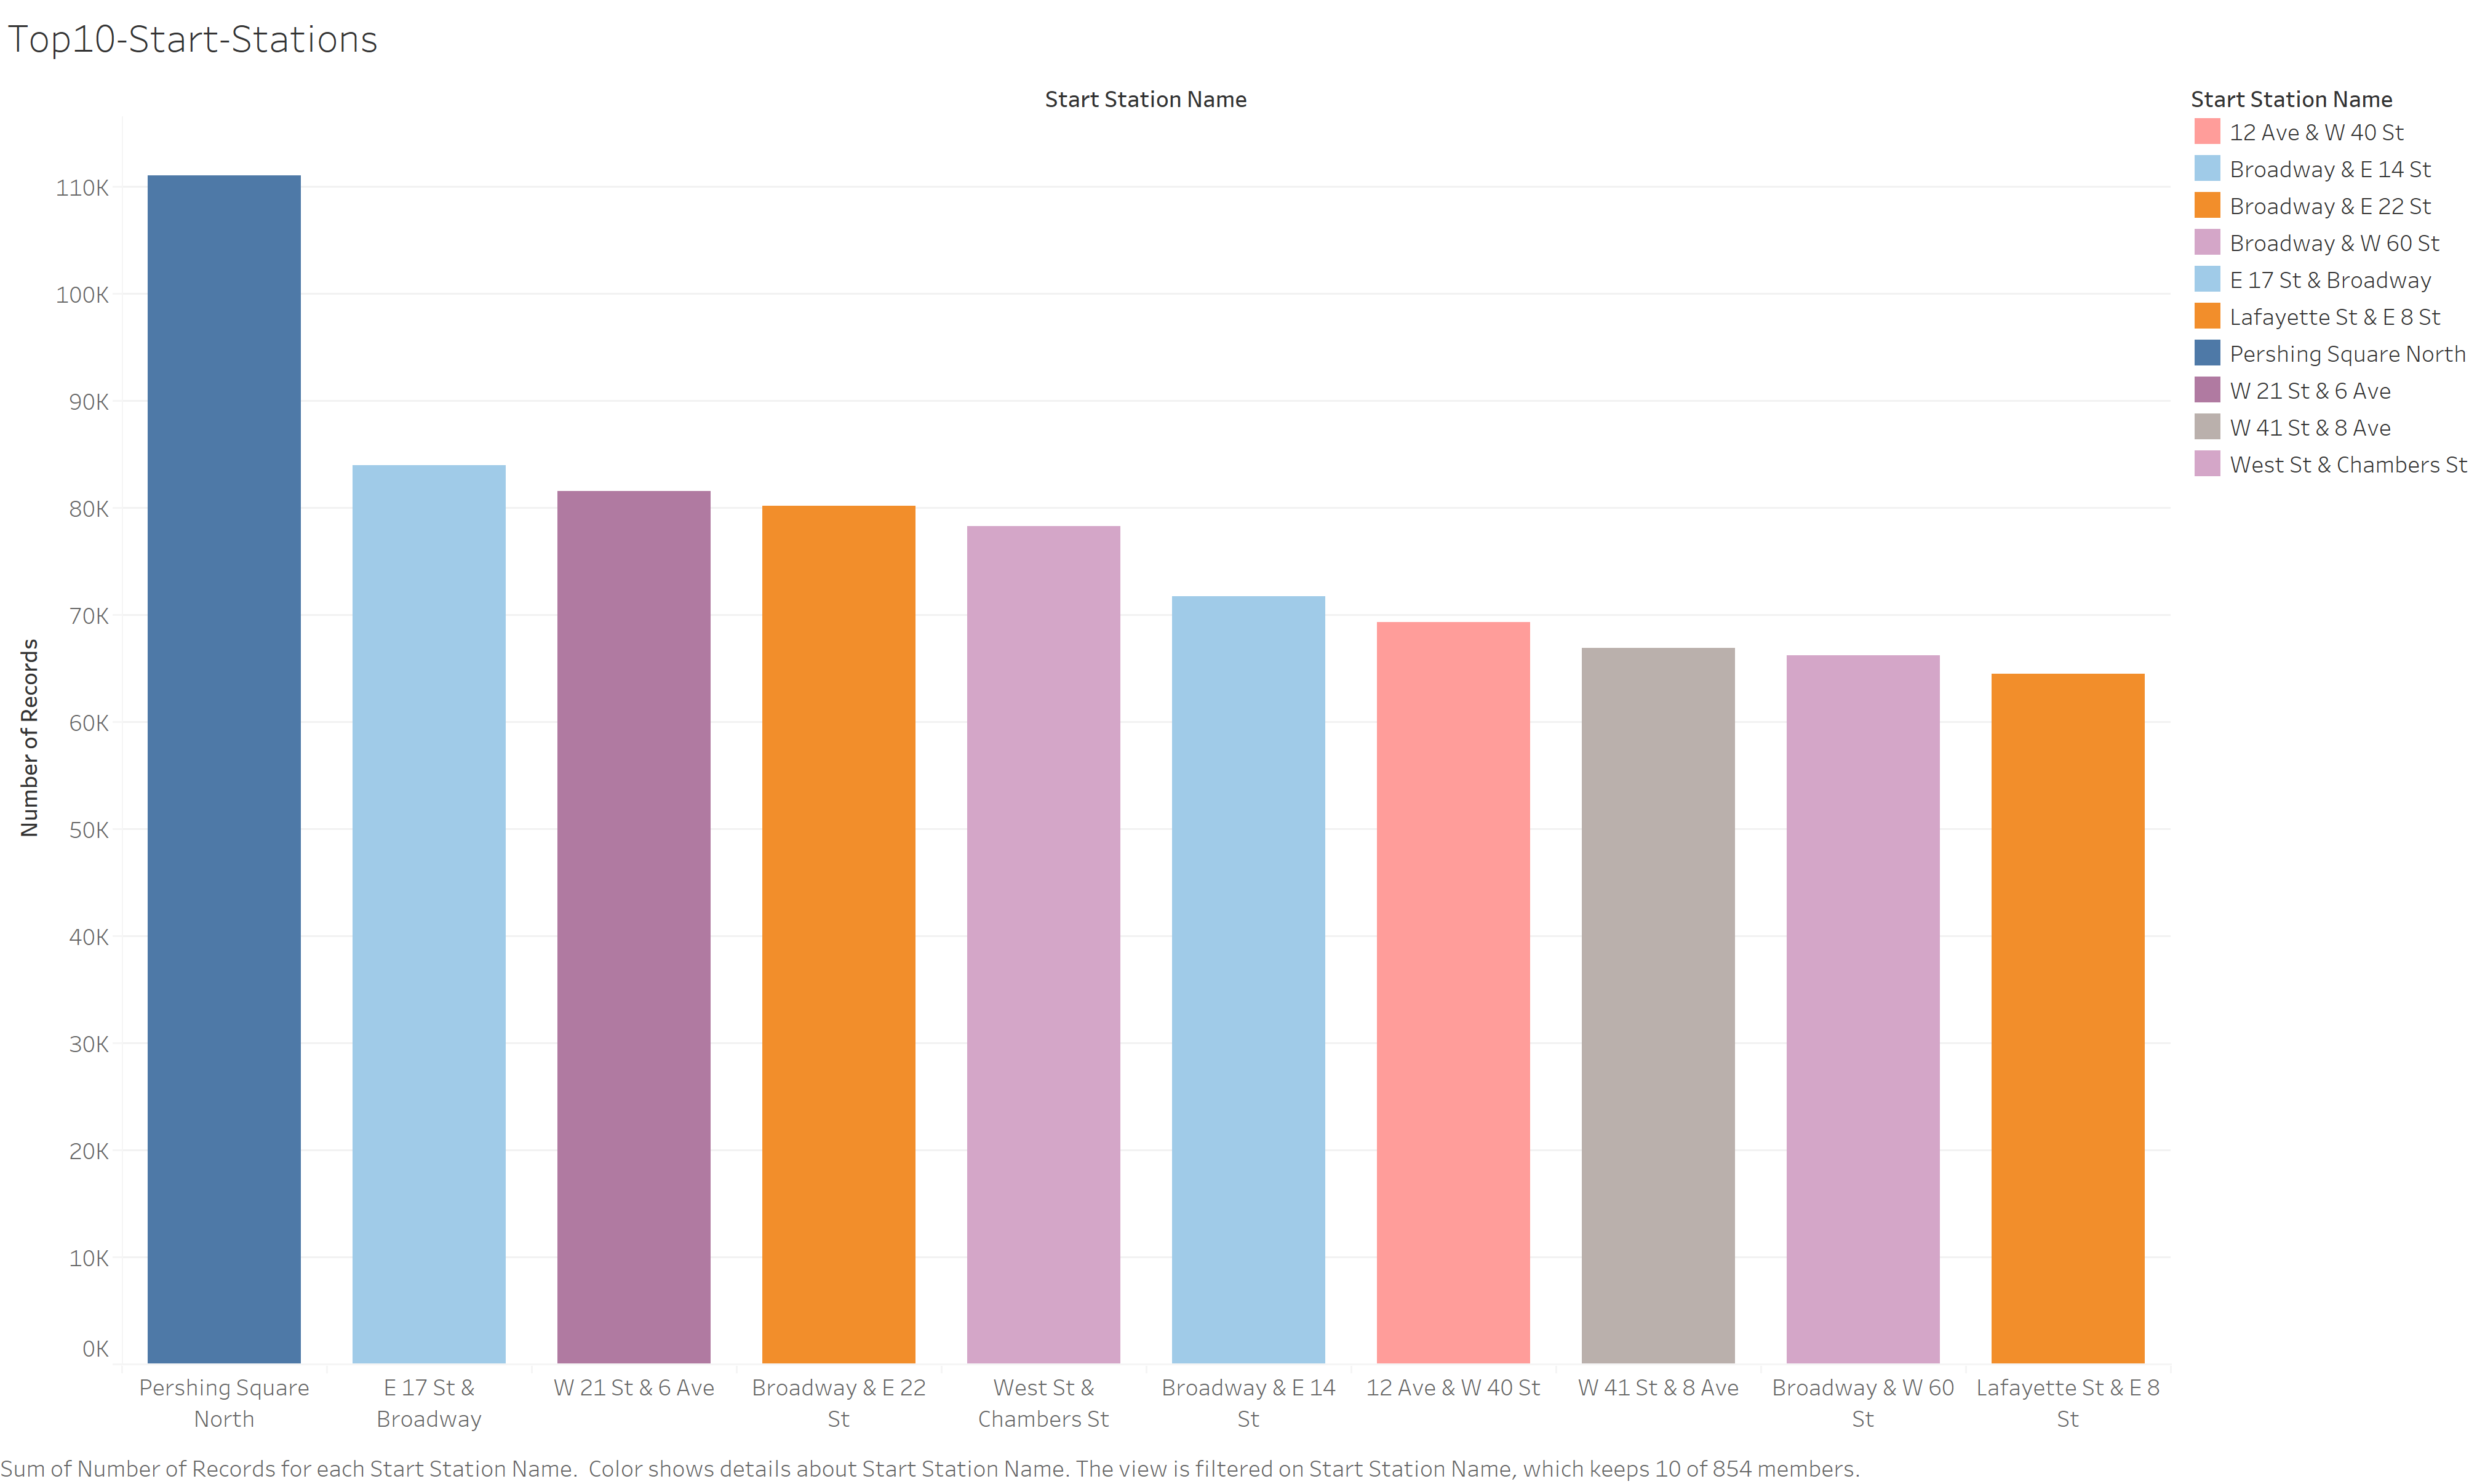 Top10-Start-Stations
Start Station Name
110K
100K
90K
80K
70K
60K
50K
40K
30K
20K
10K
0K
Number of Records
Pershing Square
North
E 17 St &
Broadway
W 21 St & 6 Ave
Broadway & E 22
St
West St &
Chambers St
Broadway & E 14
St
12 Ave & W 40 St
W 41 St & 8 Ave
Broadway & W 60
St
Lafayette St & E 8
St
Start Station Name
12 Ave & W 40 St
Broadway & E 14 St
Broadway & E 22 St
Broadway & W 60 St
E 17 St & Broadway
Lafayette St & E 8 St
Pershing Square North
W 21 St & 6 Ave
W 41 St & 8 Ave
West St & Chambers St
Sum of Number of Records for each Start Station Name.  Color shows details about Start Station Name. The view is filtered on Start Station Name, which keeps 10 of 854 members.